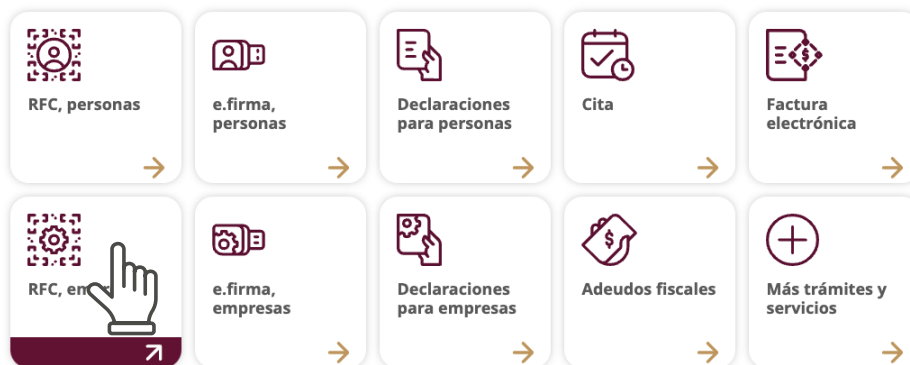 RFC, personas
e.firma,
personas
Declaraciones
para personas
Cita
Factura
electrónica
RFC,
e.firma,
empresas
Declaraciones
para empresas
Adeudos fiscales
Más trámites y
servicios